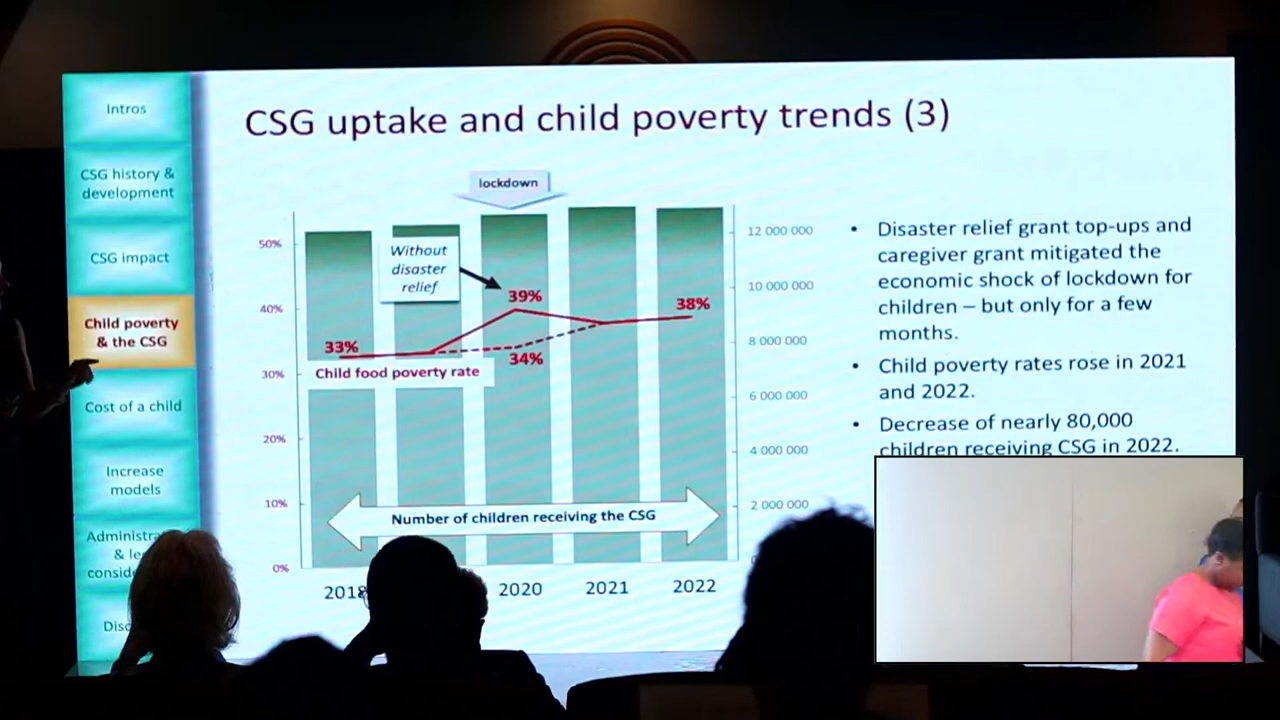 Intros
CSG history &
development
CSG impact
Child poverty
& the CSG
Cost of a child
Increase
models
&
CSG uptake and child poverty trends (3)
lockdown
Without
disaster
relief
50%
40%
30%
20%
10%
0%
33%
39%
34%
38%
Child food poverty rate
Number of children receiving the CSG
12 000 000
10 000 000
8 000 000
6 000 000
4 000 000
2 000 000
2018
2020
2021
2022
• Disaster relief grant top-ups and
caregiver grant mitigated the
economic shock of lockdown for
children – but only for a few
months.
• Child poverty rates rose in 2021
and 2022.
• Decrease of nearly 80,000
children receiving CSG in 2022.